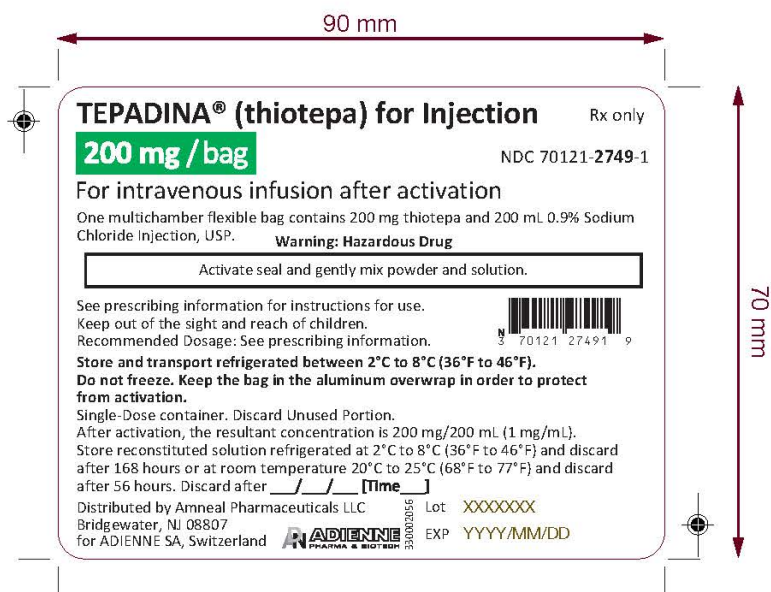 90 mm
TEPADINA® (thiotepa) for Injection
Rx only
200 mg / bag
NDC 70121-2749-1
For intravenous infusion after activation
One multichamber flexible bag contains 200 mg thiotepa and 200 mL 0.9% Sodium
Chloride Injection, USP.
Warning: Hazardous Drug
Activate seal and gently mix powder and solution.
See prescribing information for instructions for use.
Keep out of the sight and reach of children.
Recommended Dosage: See prescribing information.
N
3 70121 27491 9
Store and transport refrigerated between 2°C to 8°C (36°F to 46°F).
Do not freeze. Keep the bag in the aluminum overwrap in order to protect
from activation.
Single-Dose container. Discard Unused Portion.
After activation, the resultant concentration is 200 mg/200 mL (1 mg/mL).
Store reconstituted solution refrigerated at 2°C to 8°C (36°F to 46°F) and discard
after 168 hours or at room temperature 20°C to 25°C (68°F to 77°F) and discard
after 56 hours. Discard after ___/___/___ [Time___]
Distributed by Amneal Pharmaceuticals LLC
Bridgewater, NJ 08807
for ADIENNE SA, Switzerland
ADIENNE
PHARMA & BIOTECH
330002056
Lot XXXXXXX
EXP YYYY/MM/DD
70 mm